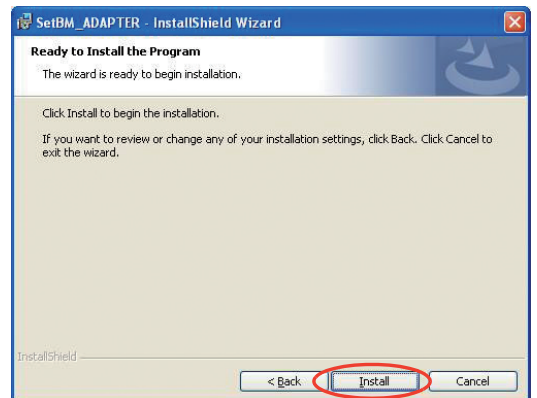 SetBM_ADAPTER - InstallShield Wizard
Ready to Install the Program
The wizard is ready to begin installation.
Click Install to begin the installation.
If you want to review or change any of your installation settings, click Back. Click Cancel to
exit the wizard.
InstallShield
< Back Install Cancel